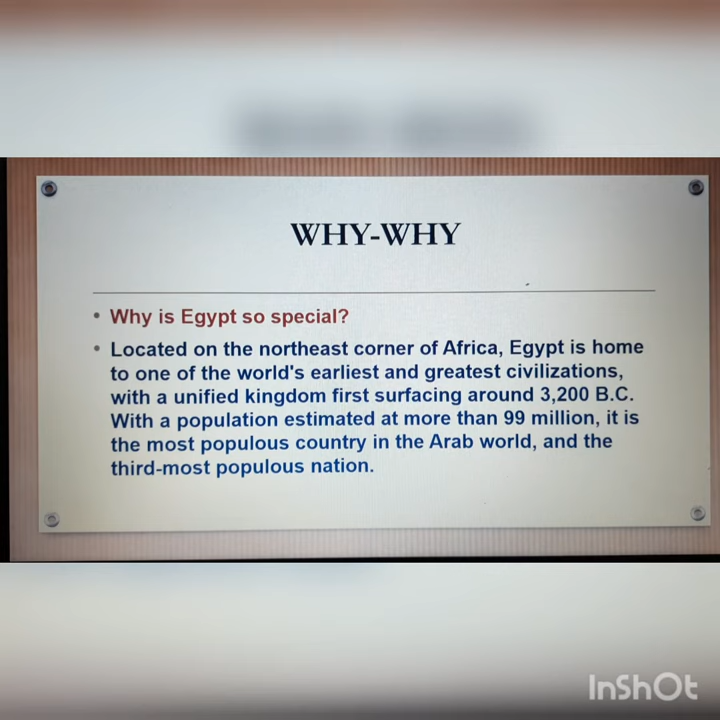 WHY-WHY
• Why is Egypt so special?
• Located on the northeast corner of Africa, Egypt is home
to one of the world's earliest and greatest civilizations,
with a unified kingdom first surfacing around 3,200 B.C.
With a population estimated at more than 99 million, it is
the most populous country in the Arab world, and the
third-most populous nation.
InShOt